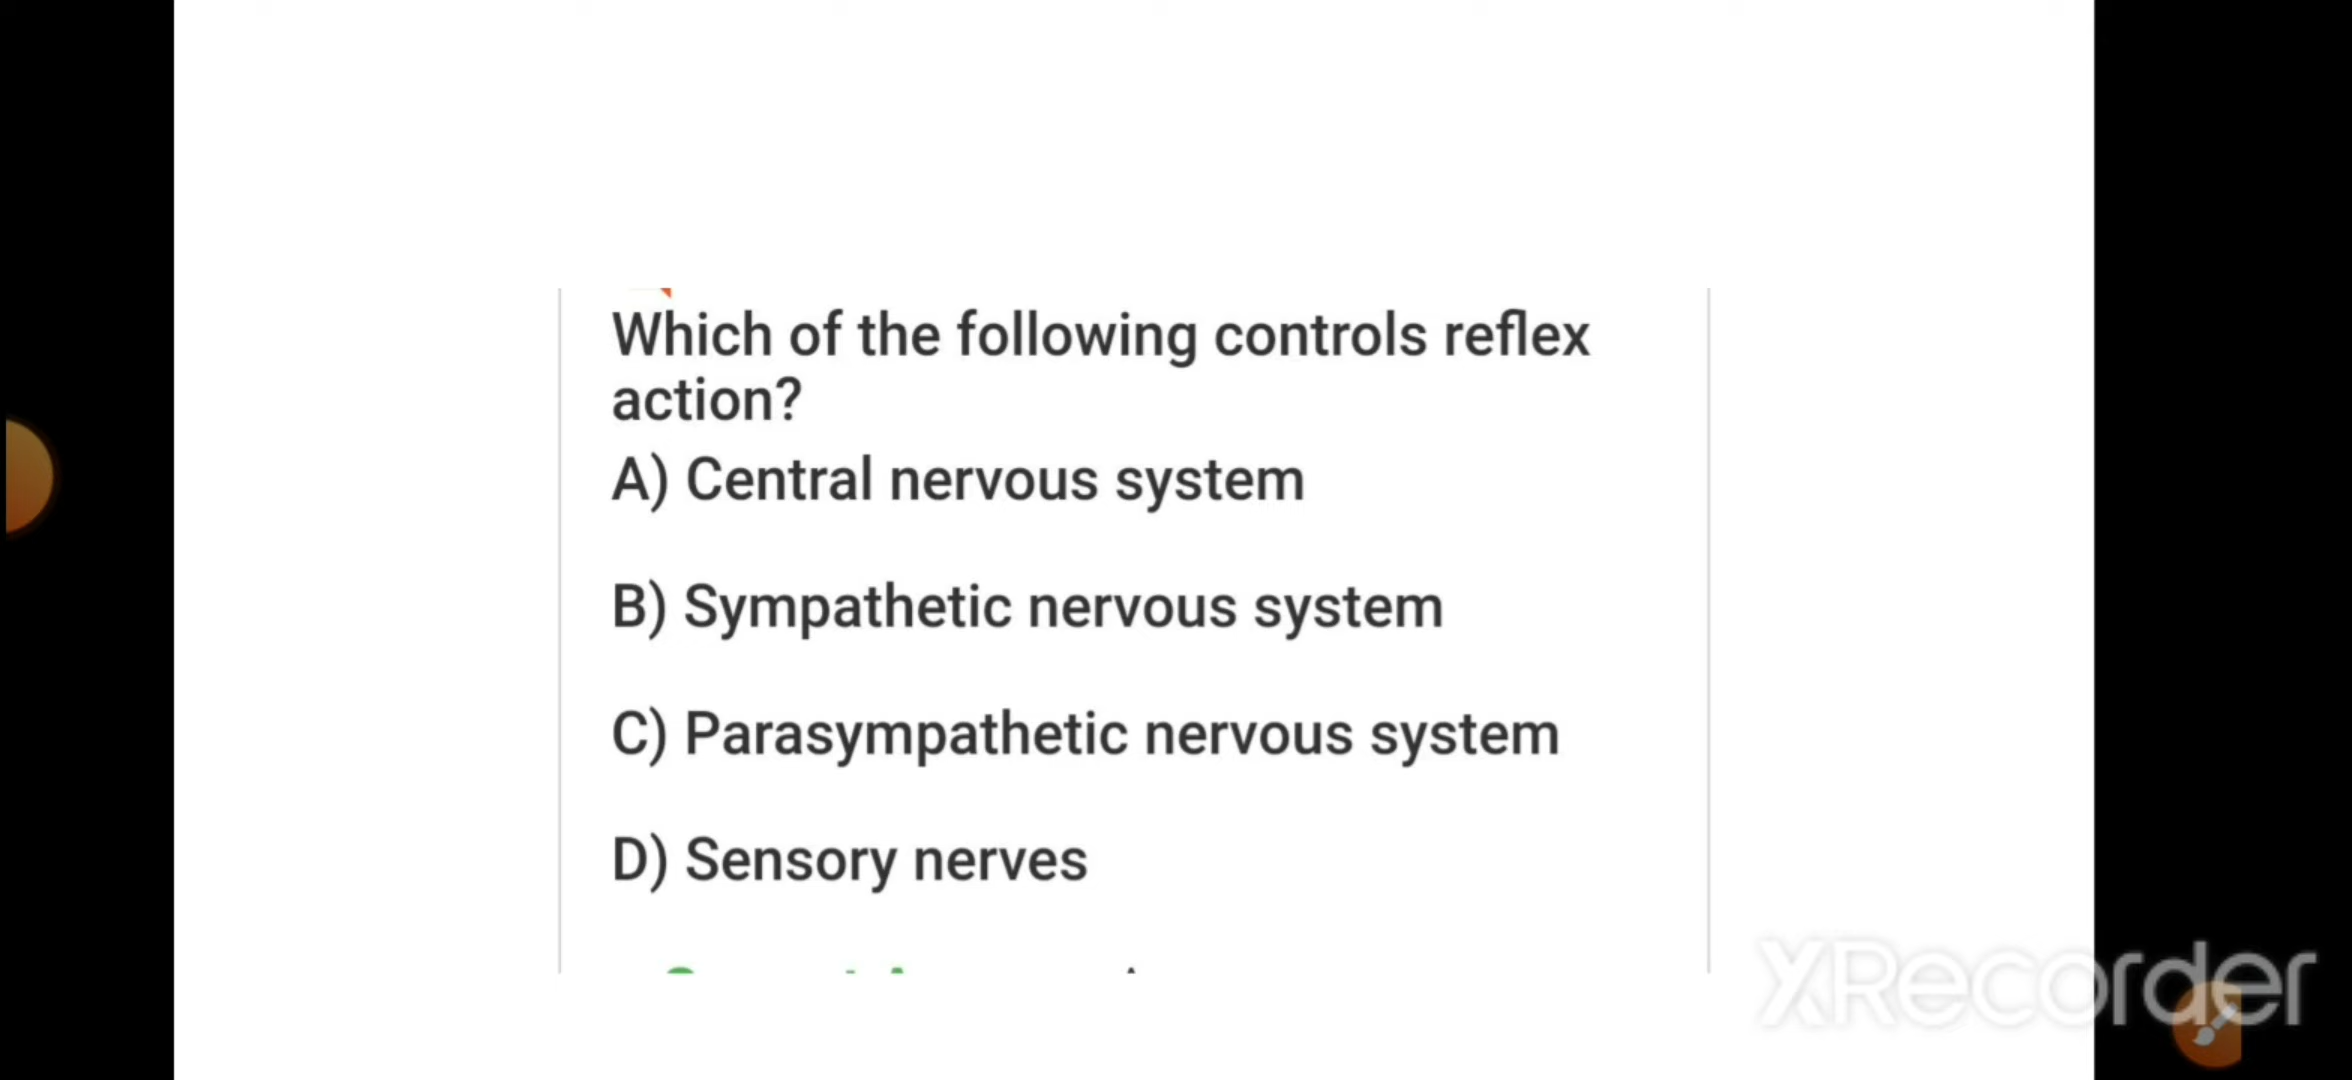 Which of the following controls reflex
action?
A) Central nervous system
B) Sympathetic nervous system
C) Parasympathetic nervous system
D) Sensory nerves
XRecorder